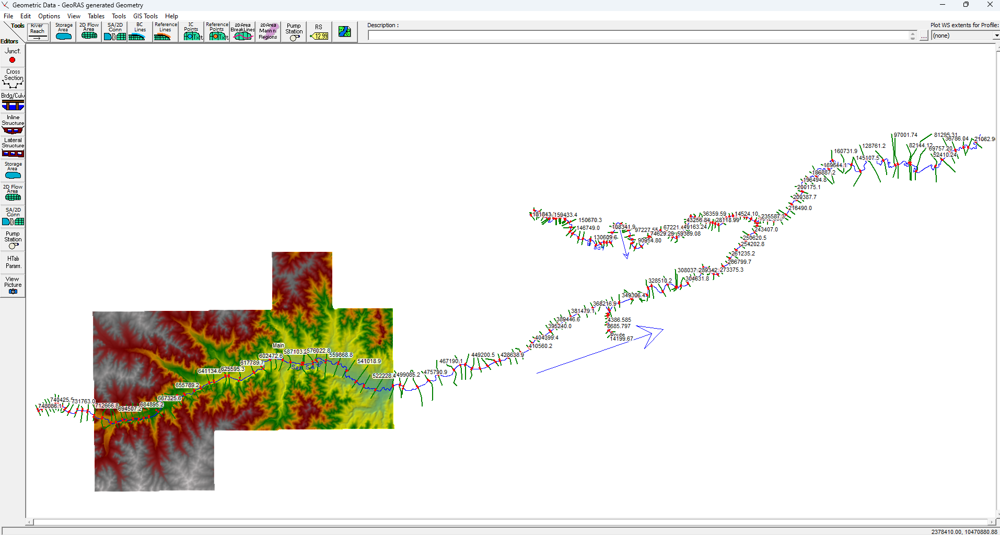 Geometric Data - GeoRAS generated Geometry
File Edit Options View Tables Tools GIS Tools Help
Tools
Editors
River Reach
Storage Area
2D Flow Area
SA/2D Conn
BC Lines
Reference Lines
IC Points
Reference Points
2D Area BreakLines
2D Area Mann n Regions
Pump Station
RS
12.99
Description :
...
Plot WS extents for Profile:
(none)
Junct.
Cross Section
Brdg/Culv
Inline Structure
Lateral Structure
Storage Area
2D Flow Area
SA/2D Conn
Pump Station
HTab Param.
View Picture
97001.74
81295.31
36786.04
21062.9
128761.2
82144.12
69757.20
52410.24
160731.9
145107.5
169644.1
186887.2
196494.8
200175.1
209387.7
216490.0
181843.
159433.4
150670.3
146749.0
130609.6
108341.9
97227.55
90954.80
74629.29
67221.4
59389.08
49163.24
43256.84
36359.59
28118.99
14524.10
235587.3
243407.0
250620.5
254202.8
261235.2
266799.7
273375.3
289342.
308037.
304631.8
328510.2
349306.4
368216.9
381479.1
389446.6
395240.0
404399.4
410560.2
4386.585
8685.797
Route
14199.67
428638.9
449200.5
467190.1
475790.9
499085.2
522228.4
541018.9
559868.8
576022.8
587103.2
Main
602472.6
617789.7
625595.3
641134.6
655789.2
667325.6
684895.2
694507.2
712666.8
731763.0
740425.
748086.1
2378410.00, 10470880.88